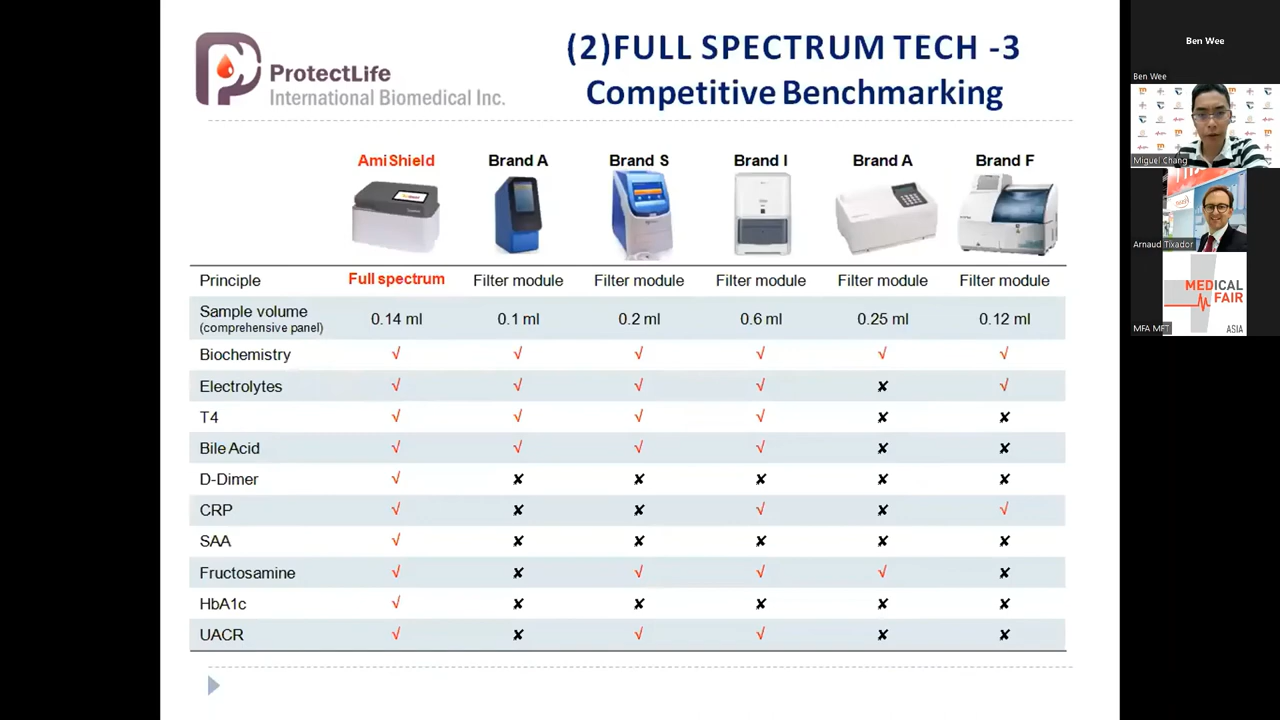 ProtectLife
International Biomedical Inc.
(2)FULL SPECTRUM TECH -3
Competitive Benchmarking
AmiShield Brand A Brand S Brand I Brand A Brand F
Principle Full spectrum Filter module Filter module Filter module Filter module Filter module
Sample volume
(comprehensive panel) 0.14 ml 0.1 ml 0.2 ml 0.6 ml 0.25 ml 0.12 ml
Biochemistry √ √ √ √ √ √
Electrolytes √ √ √ √ ✘ √
T4 √ √ √ √ ✘ ✘
Bile Acid √ √ √ √ ✘ ✘
D-Dimer √ ✘ ✘ ✘ ✘ ✘
CRP √ ✘ ✘ √ ✘ √
SAA √ ✘ ✘ ✘ ✘ ✘
Fructosamine √ ✘ √ √ √ ✘
HbA1c √ ✘ ✘ ✘ ✘ ✘
UACR √ ✘ √ √ ✘ ✘
Ben Wee
Ben Wee
Miguel Chang
Arnaud Tixador
MEDICAL
FAIR
ASIA
MFA MFT